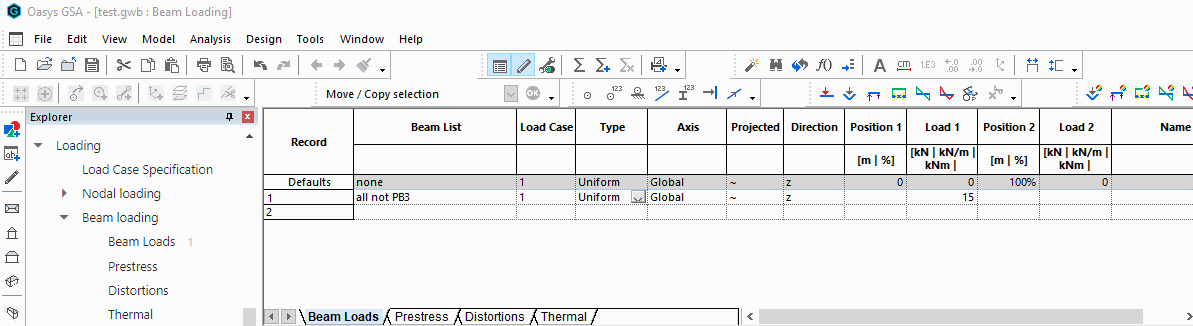 Oasys GSA - [test.gwb : Beam Loading]
File Edit View Model Analysis Design Tools Window Help
Move / Copy selection OK 123 123
Explorer
Loading
Load Case Specification
Nodal loading
Beam loading
Beam Loads 1
Prestress
Distortions
Thermal
Record Beam List Load Case Type Axis Projected Direction Position 1 Load 1 Position 2 Load 2 Name
[m | %] [kN | kN/m | kNm | [m | %] [kN | kN/m | kNm |
Defaults none 1 Uniform Global ~ z 0 0 100% 0
1 all not PB3 1 Uniform Global ~ z 15
2
Beam Loads Prestress Distortions Thermal